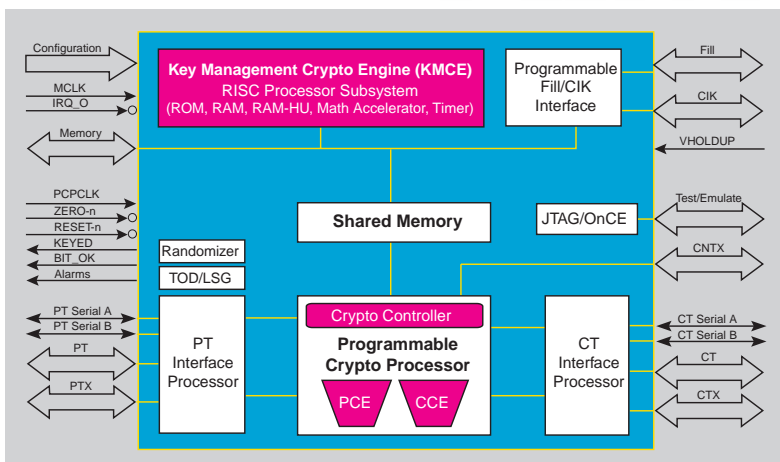 Configuration
MCLK
IRQ_O
Memory
PCPCLK
ZERO-n
RESET-n
KEYED
BIT_OK
Alarms
PT Serial A
PT Serial B
PT
PTX
Key Management Crypto Engine (KMCE)
RISC Processor Subsystem
(ROM, RAM, RAM-HU, Math Accelerator, Timer)
Programmable
Fill/CIK
Interface
Shared Memory
JTAG/OnCE
Randomizer
TOD/LSG
PT
Interface
Processor
Crypto Controller
Programmable
Crypto Processor
PCE
CCE
CT
Interface
Processor
Fill
CIK
VHOLDUP
Test/Emulate
CNTX
CT Serial A
CT Serial B
CT
CTX